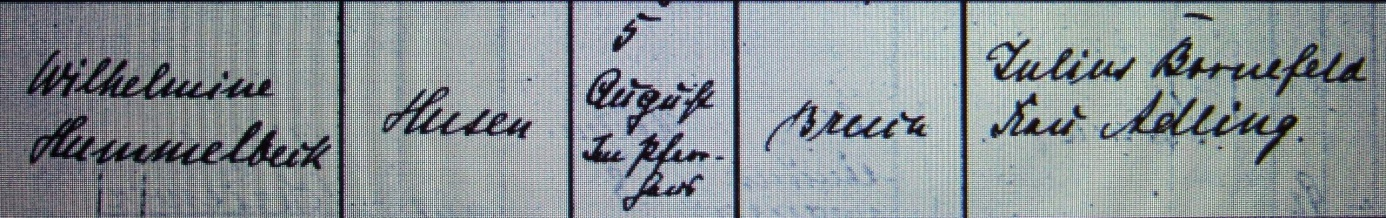 Wilhelmine
Hummelbeck
Husen
5
August
Im Pfarr-
haus
Julius Bornefeld
Frau Adling.